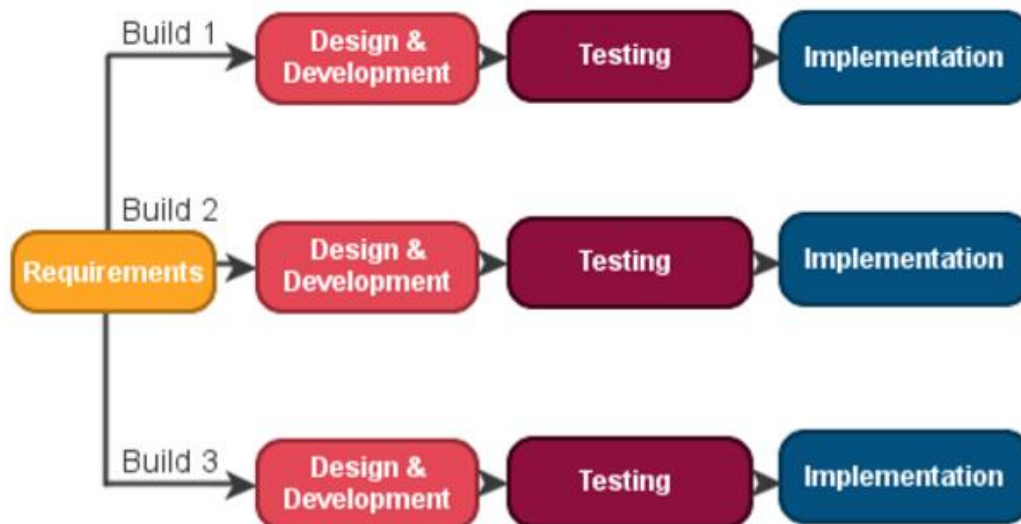 Build 1
Design &
Development
Testing
Implementation
Build 2
Requirements
Design &
Development
Testing
Implementation
Build 3
Design &
Development
Testing
Implementation